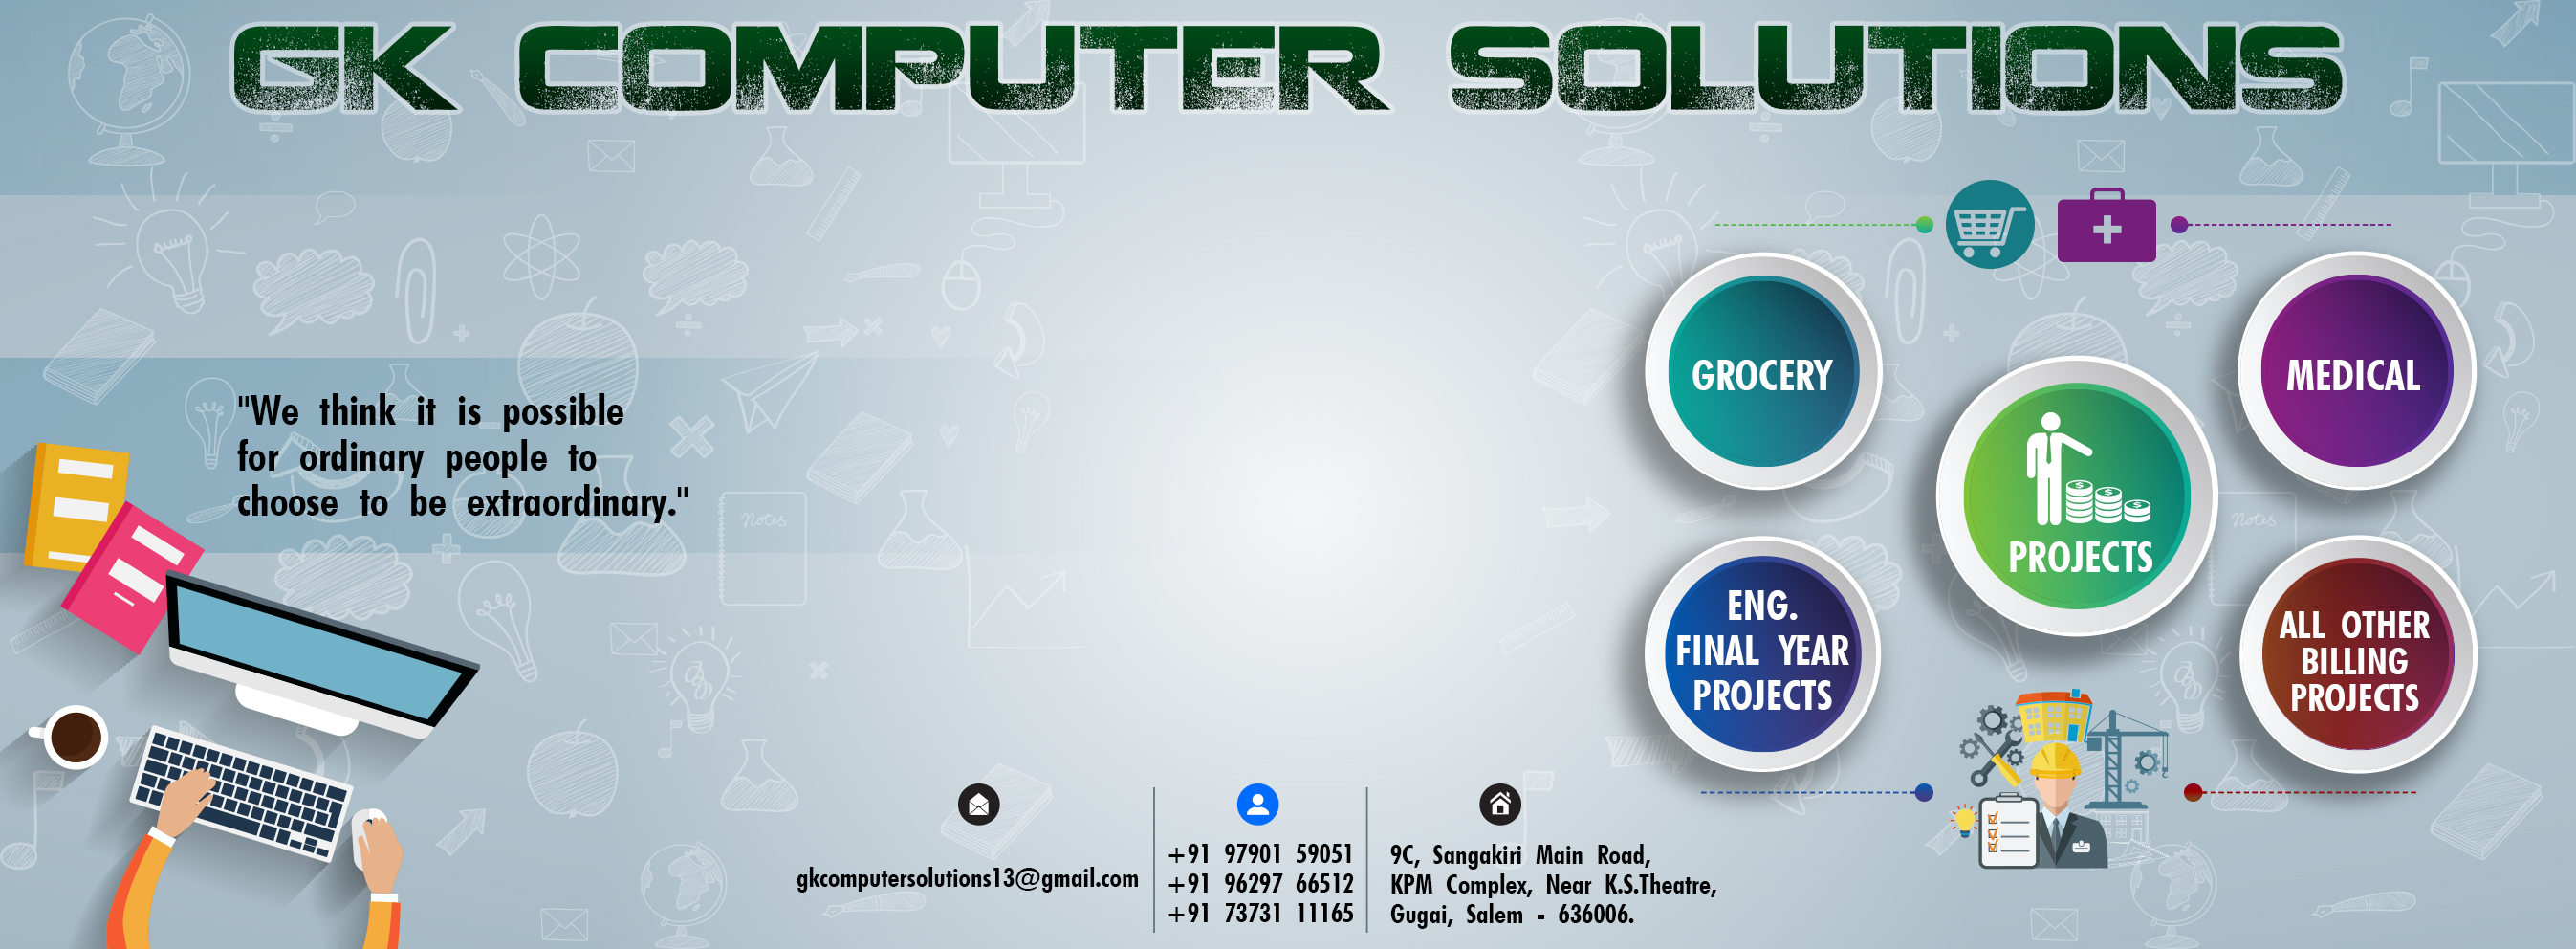 GK COMPUTER SOLUTIONS
"We think it is possible
for ordinary people to
choose to be extraordinary."
GROCERY
MEDICAL
PROJECTS
ENG.
FINAL YEAR
PROJECTS
ALL OTHER
BILLING
PROJECTS
Notes
Notes
gkcomputersolutions13@gmail.com
+91 97901 59051
+91 96297 66512
+91 73731 11165
9C, Sangakiri Main Road,
KPM Complex, Near K.S.Theatre,
Gugai, Salem - 636006.